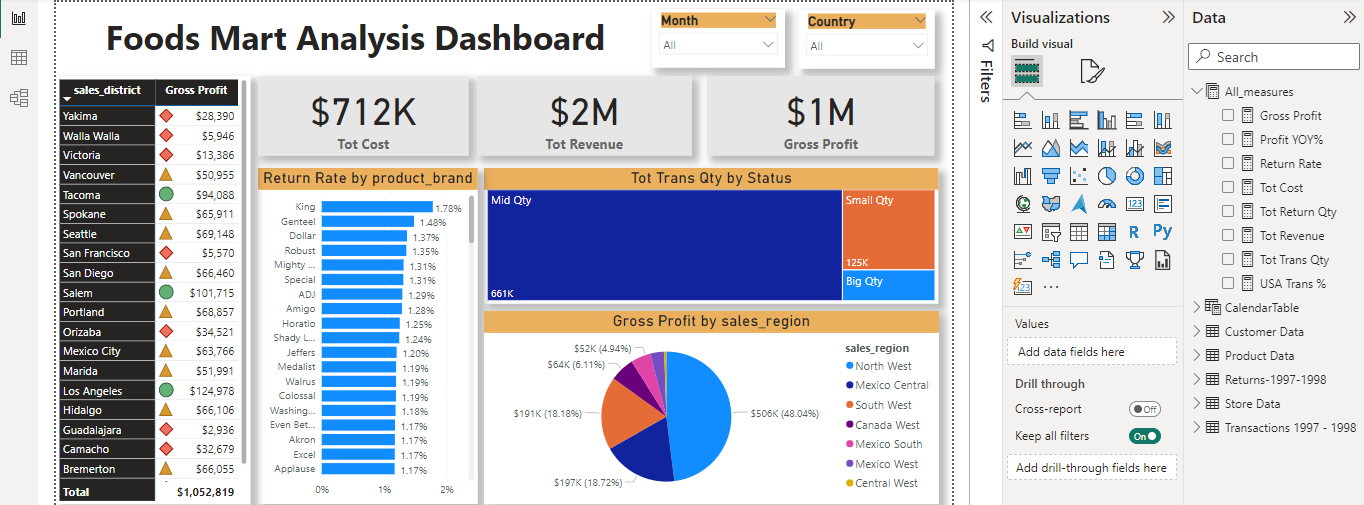 Foods Mart Analysis Dashboard
Month
All
Country
All
sales_district Gross Profit
Yakima $28,390
Walla Walla $5,946
Victoria $13,386
Vancouver $50,955
Tacoma $94,088
Spokane $65,911
Seattle $69,148
San Francisco $5,570
San Diego $66,460
Salem $101,715
Portland $68,857
Orizaba $34,521
Mexico City $63,766
Marida $51,991
Los Angeles $124,978
Hidalgo $66,106
Guadalajara $2,936
Camacho $32,679
Bremerton $66,055
Total $1,052,819
$712K
Tot Cost
$2M
Tot Revenue
$1M
Gross Profit
Return Rate by product_brand
King 1.78%
Genteel 1.48%
Dollar 1.37%
Robust 1.35%
Mighty ... 1.31%
Special 1.31%
ADJ 1.29%
Amigo 1.28%
Horatio 1.25%
Shady L... 1.24%
Jeffers 1.20%
Medalist 1.19%
Walrus 1.19%
Colossal 1.19%
Washing... 1.18%
Even Bet... 1.17%
Akron 1.17%
Excel 1.17%
Applause 1.17%
0% 1% 2%
Tot Trans Qty by Status
Mid Qty
661K
Small Qty
125K
Big Qty
Gross Profit by sales_region
$52K (4.94%)
$64K (6.11%)
$191K (18.18%)
$197K (18.72%)
$506K (48.04%)
sales_region
North West
Mexico Central
South West
Canada West
Mexico South
Mexico West
Central West
Filters
Visualizations
Build visual
123
R
Py
123
...
Values
Add data fields here
Drill through
Cross-report Off
Keep all filters On
Add drill-through fields here
Data
Search
All_measures
Gross Profit
Profit YOY%
Return Rate
Tot Cost
Tot Return Qty
Tot Revenue
Tot Trans Qty
USA Trans %
CalendarTable
Customer Data
Product Data
Returns-1997-1998
Store Data
Transactions 1997 - 1998